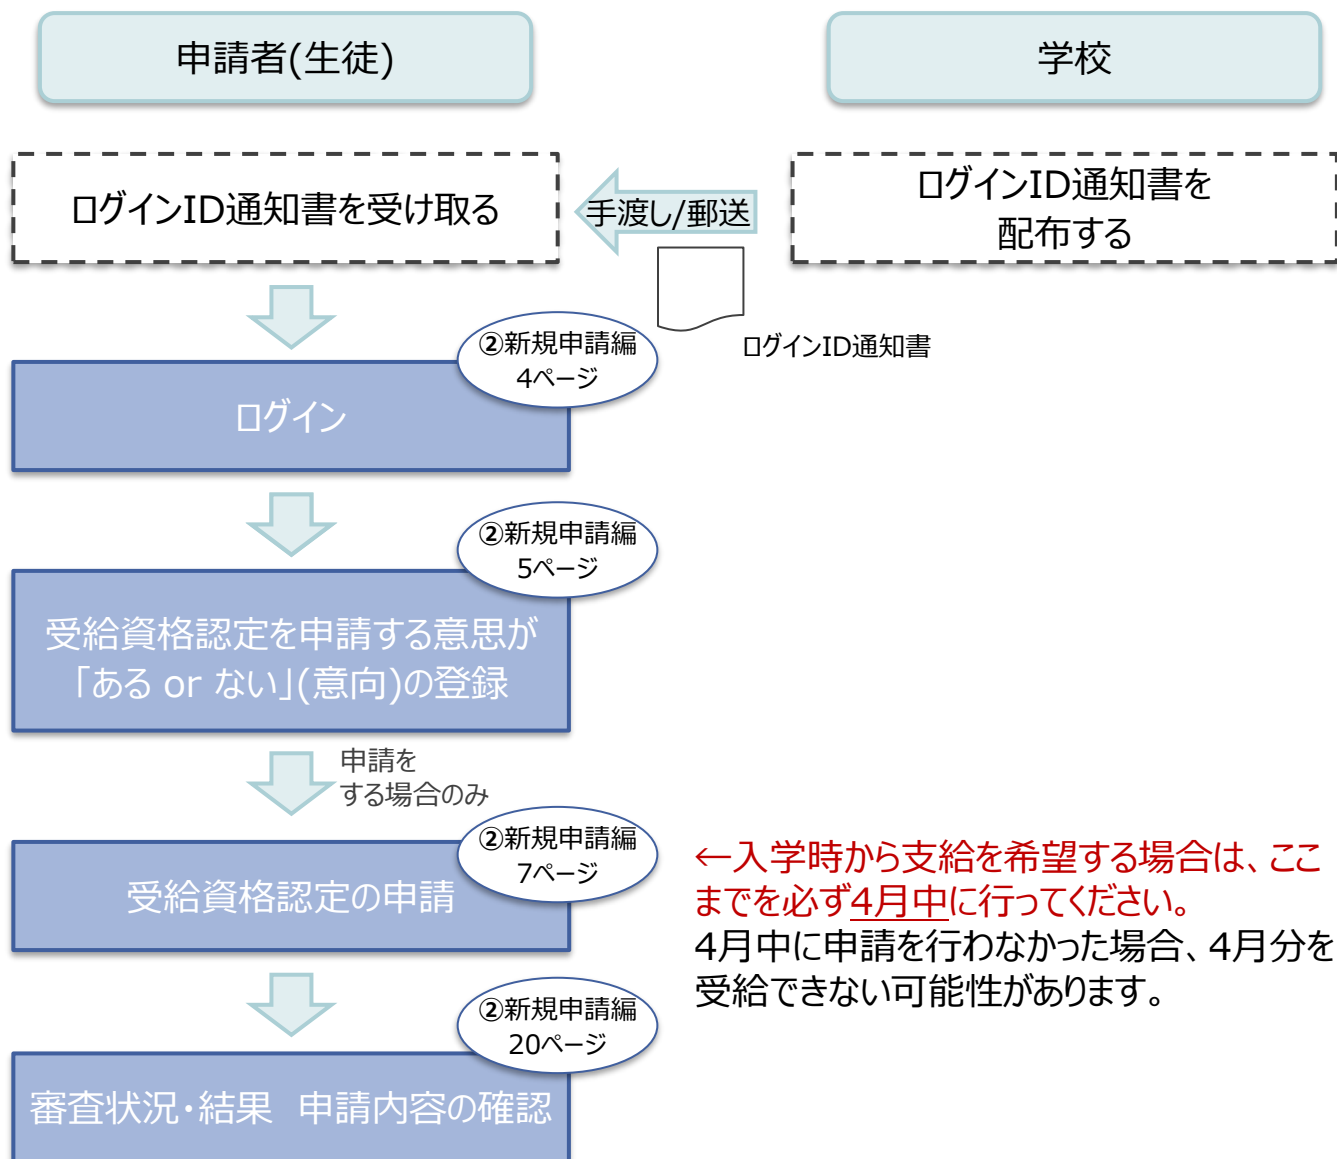 申請者(生徒)
学校
ログインID通知書を受け取る
手渡し/郵送
ログインID通知書を
配布する
ログインID通知書
②新規申請編
4ページ
ログイン
②新規申請編
5ページ
受給資格認定を申請する意思が
「ある or ない」(意向)の登録
申請を
する場合のみ
②新規申請編
7ページ
受給資格認定の申請
←入学時から支給を希望する場合は、ここ
までを必ず4月中に行ってください。
4月中に申請を行わなかった場合、4月分を
受給できない可能性があります。
②新規申請編
20ページ
審査状況・結果　申請内容の確認